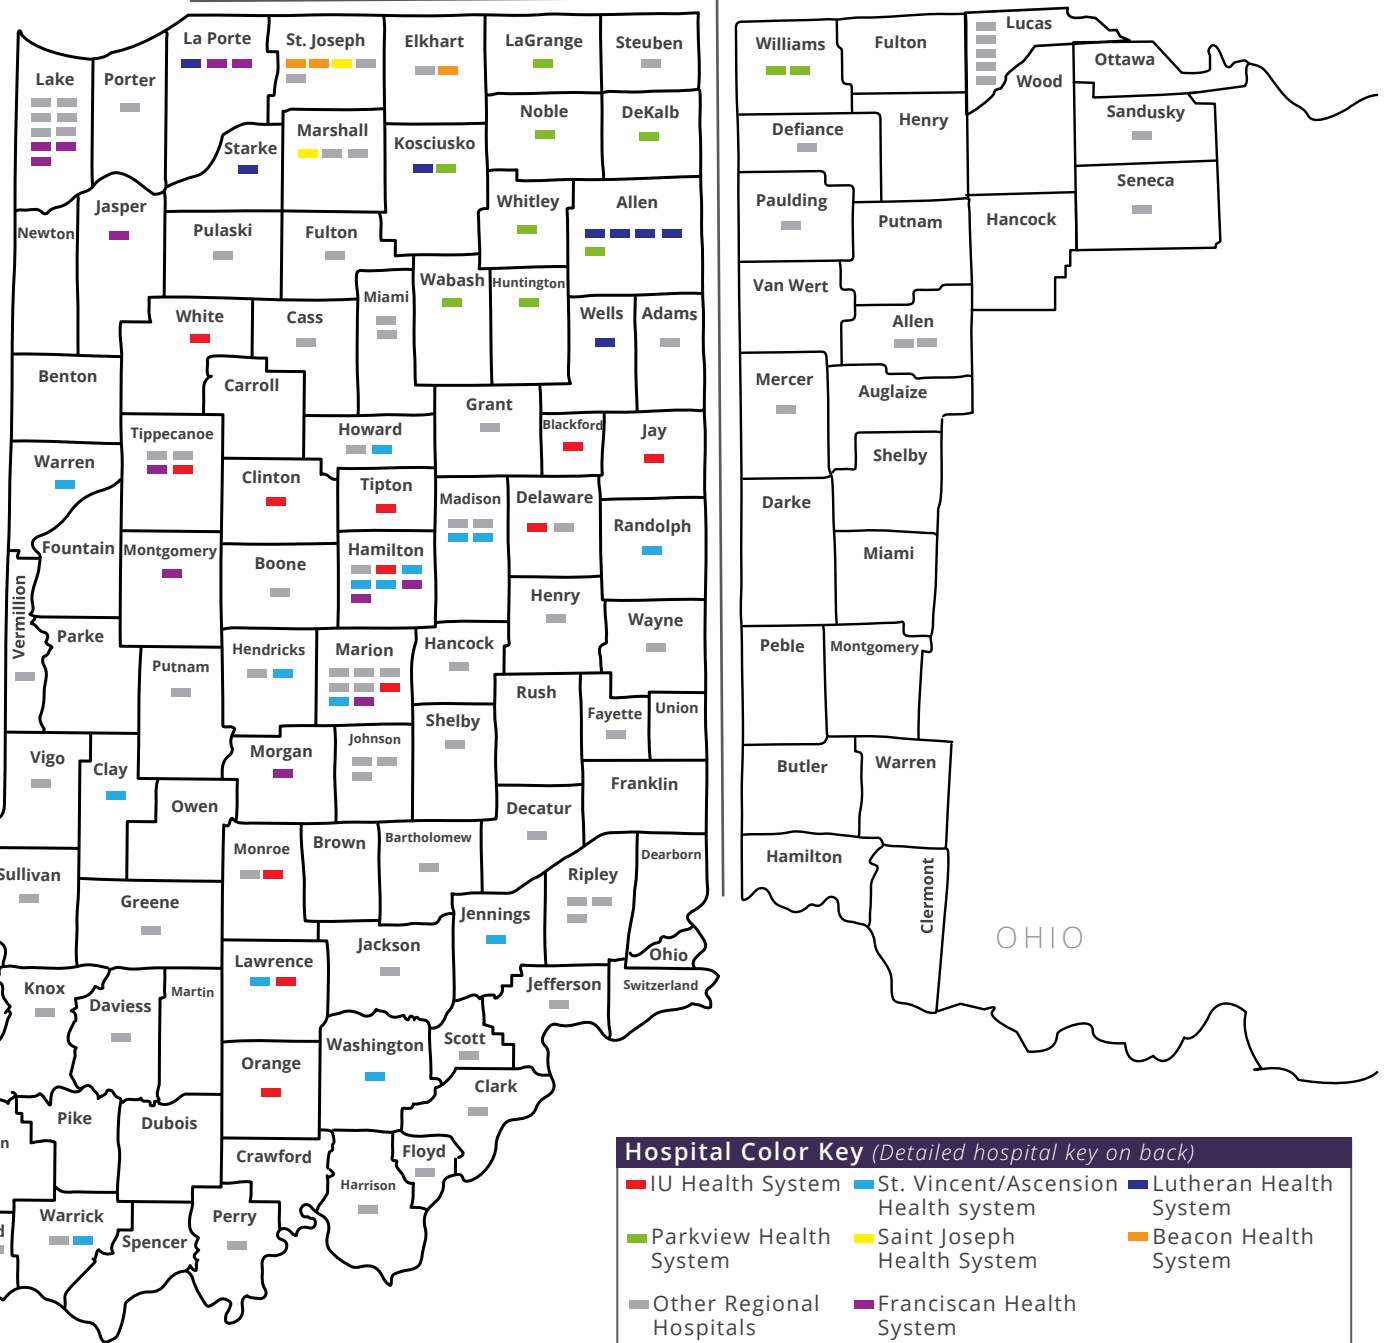 La Porte
St. Joseph
Elkhart
LaGrange
Steuben
Lake
Porter
Noble
DeKalb
Starke
Marshall
Kosciusko
Whitley
Allen
Newton
Jasper
Pulaski
Fulton
Miami
Wabash
Huntington
Wells
Adams
White
Cass
Benton
Carroll
Grant
Blackford
Jay
Tippecanoe
Howard
Warren
Clinton
Tipton
Madison
Delaware
Randolph
Fountain
Montgomery
Boone
Hamilton
Henry
Wayne
Vermillion
Parke
Putnam
Hendricks
Marion
Hancock
Rush
Fayette
Union
Shelby
Vigo
Clay
Morgan
Johnson
Franklin
Owen
Decatur
Monroe
Brown
Bartholomew
Dearborn
Sullivan
Ripley
Greene
Jennings
Jackson
Ohio
Lawrence
Jefferson
Switzerland
Knox
Daviess
Martin
Scott
Washington
Orange
Clark
Pike
Dubois
n
Crawford
Floyd
Harrison
Warrick
Perry
d
Spencer
Williams
Fulton
Lucas
Wood
Ottawa
Defiance
Henry
Sandusky
Paulding
Putnam
Hancock
Seneca
Van Wert
Allen
Mercer
Auglaize
Shelby
Darke
Miami
Peble
Montgomery
Butler
Warren
Hamilton
Clermont
OHIO
Hospital Color Key (Detailed hospital key on back)
IU Health System
St. Vincent/Ascension
Health system
Lutheran Health
System
Parkview Health
System
Saint Joseph
Health System
Beacon Health
System
Other Regional
Hospitals
Franciscan Health
System